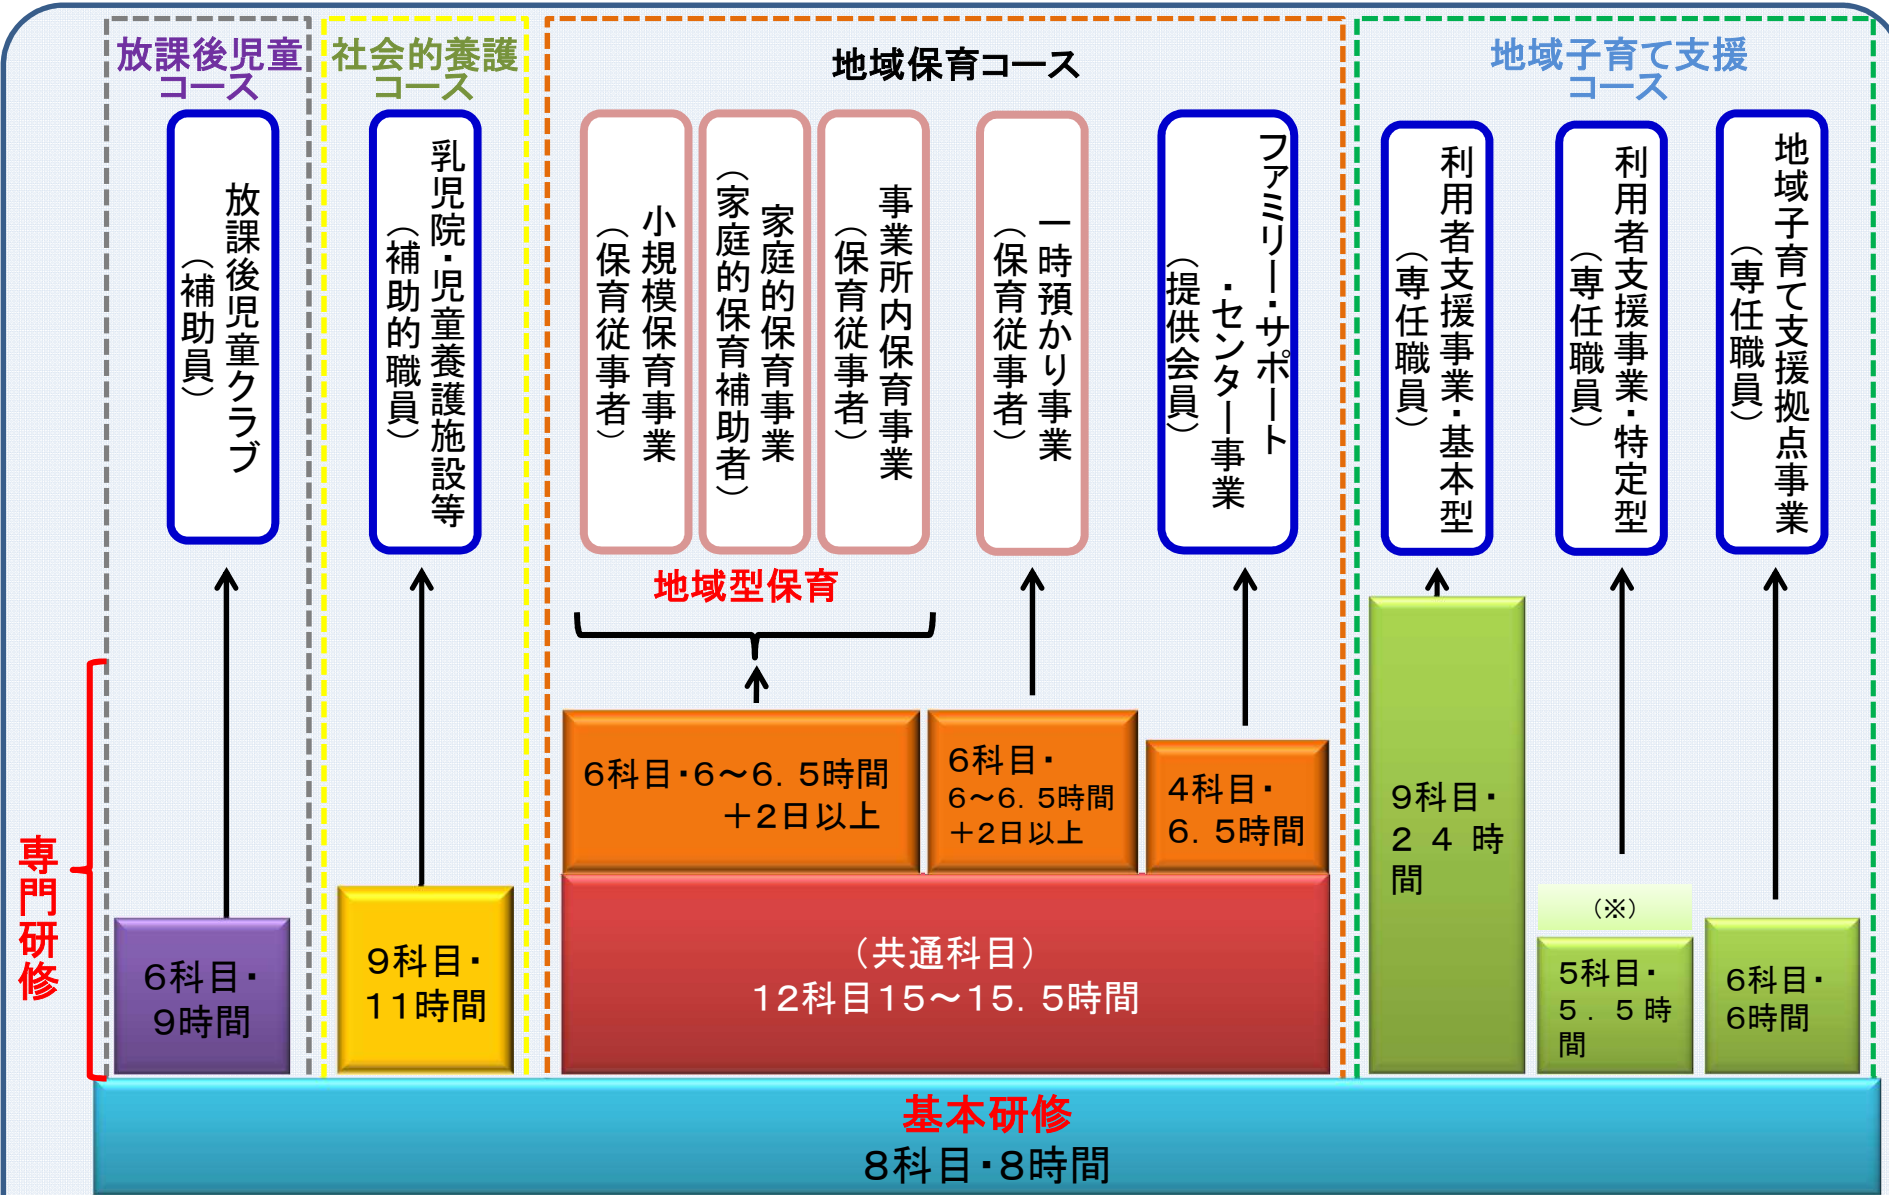 放課後児童
コース
社会的養護
コース
地域保育コース
地域子育て支援
コース
放課後児童クラブ
（補助員）
乳児院・児童養護施設等
（補助的職員）
小規模保育事業
（保育従事者）
家庭的保育事業
（家庭的保育補助者）
事業所内保育事業
（保育従事者）
一時預かり事業
（保育従事者）
ファミリー・サポート
・センター事業
（提供会員）
利用者支援事業・基本型
（専任職員）
利用者支援事業・特定型
（専任職員）
地域子育て支援拠点事業
（専任職員）
地域型保育
専門研修
6科目・
9時間
9科目・
11時間
6科目・6～6．5時間
＋2日以上
6科目・
6～6．5時間
＋2日以上
4科目・
6．5時間
（共通科目）
12科目15～15．5時間
9科目・
２４時
間
（※）
5科目・
５．５時
間
6科目・
6時間
基本研修
8科目・8時間